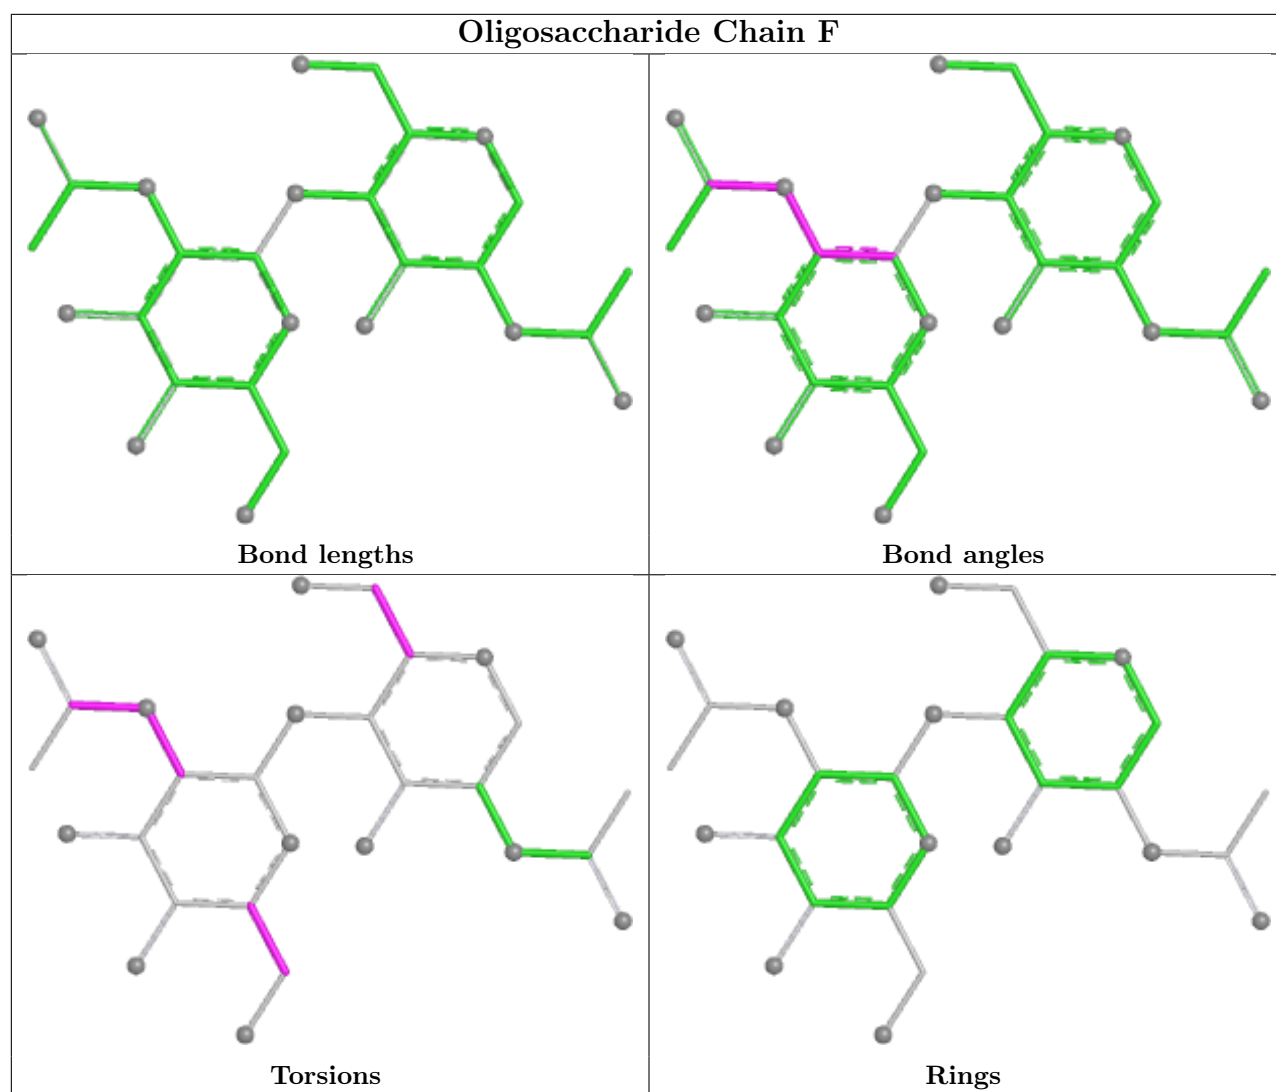 Oligosaccharide Chain F
Bond lengths
Bond angles
Torsions
Rings